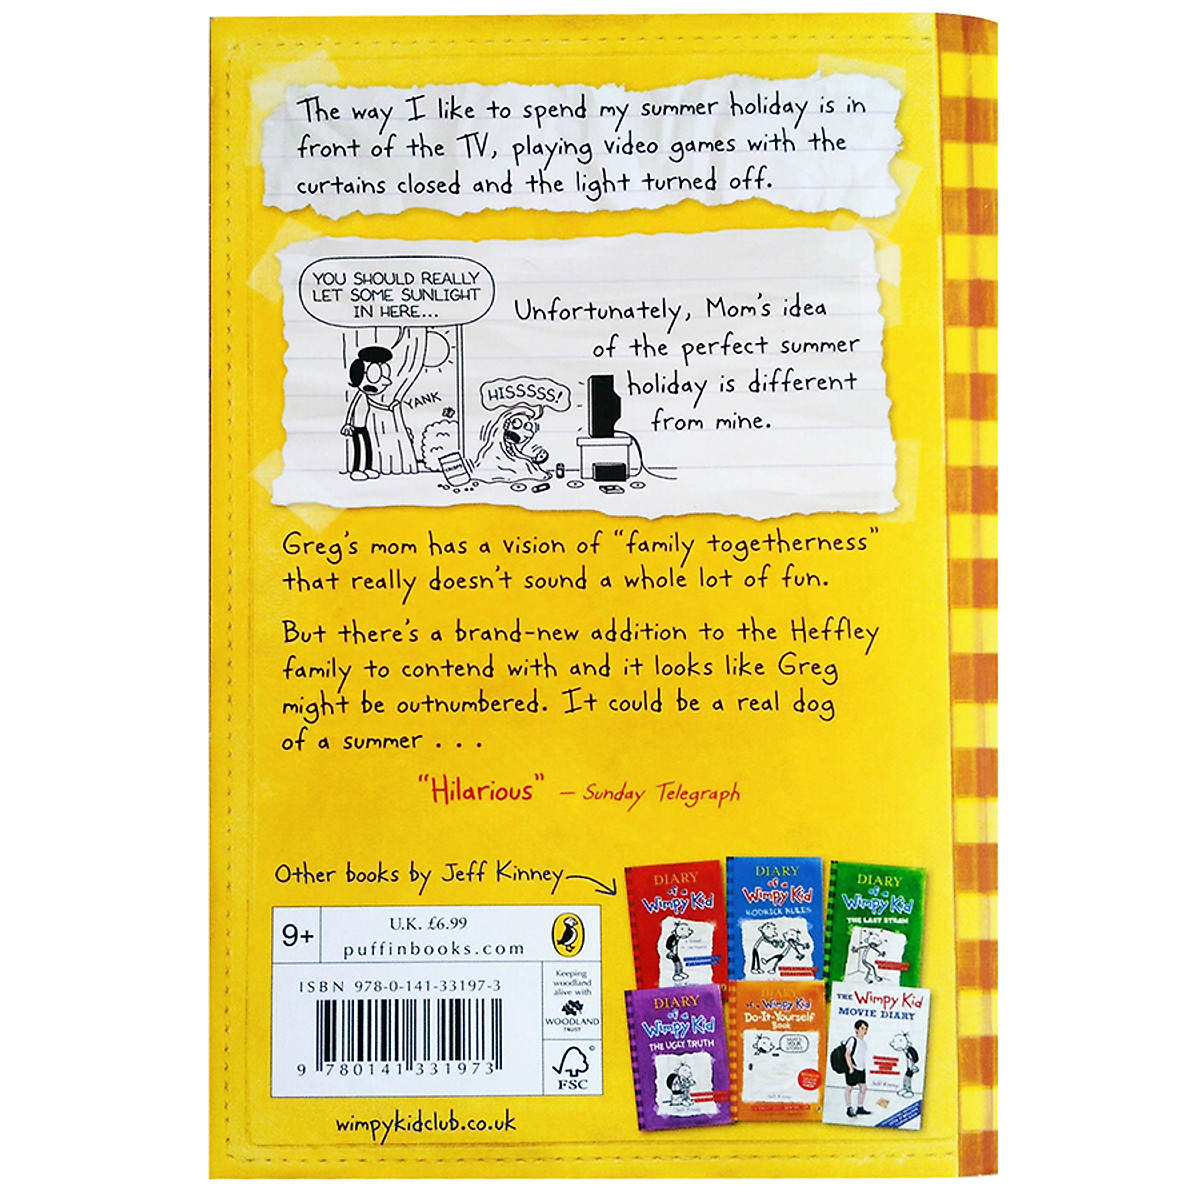 The way I like to spend my summer holiday is in
front of the TV, playing video games with the
curtains closed and the light turned off.
YOU SHOULD REALLY
LET SOME SUNLIGHT
IN HERE...
YANK
HISSSSS!
Unfortunately, Mom's idea
of the perfect summer
holiday is different
from mine.
Greg's mom has a vision of "family togetherness"
that really doesn't sound a whole lot of fun.
But there's a brand-new addition to the Heffley
family to contend with and it looks like Greg
might be outnumbered. It could be a real dog
of a summer . . .
"Hilarious" – Sunday Telegraph
Other books by Jeff Kinney
9+
U.K. £6.99
puffinbooks.com
ISBN 978-0-141-33197-3
9 780141 331973
Keeping
woodland
alive with
WOODLAND
TRUST
©
FSC
wimpykidclub.co.uk
DIARY
of a
Wimpy Kid
DIARY
of a
Wimpy Kid
RODRICK RULES
DIARY
of a
Wimpy Kid
THE LAST STRAW
DIARY
of a
Wimpy Kid
THE UGLY TRUTH
DIARY
of a Wimpy Kid
Do-It-Yourself
Book
THE Wimpy Kid
MOVIE DIARY